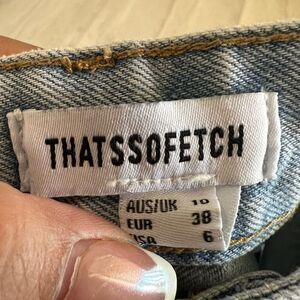 THATSSOFETCH
AUS/UK 10
EUR 38
USA 6